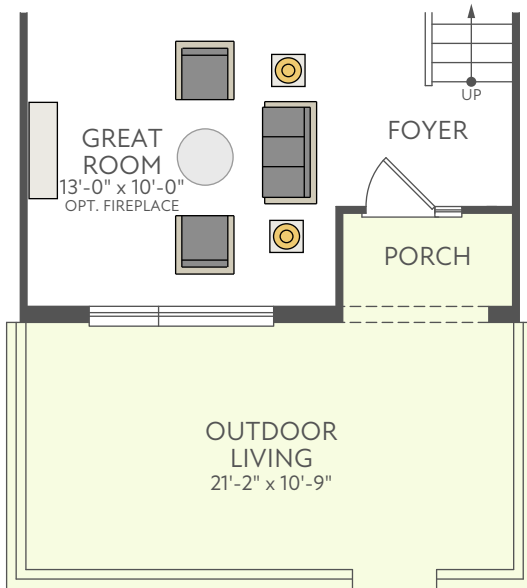 UP
FOYER
GREAT
ROOM
13'-0" x 10'-0"
OPT. FIREPLACE
PORCH
OUTDOOR
LIVING
21'-2" x 10'-9"